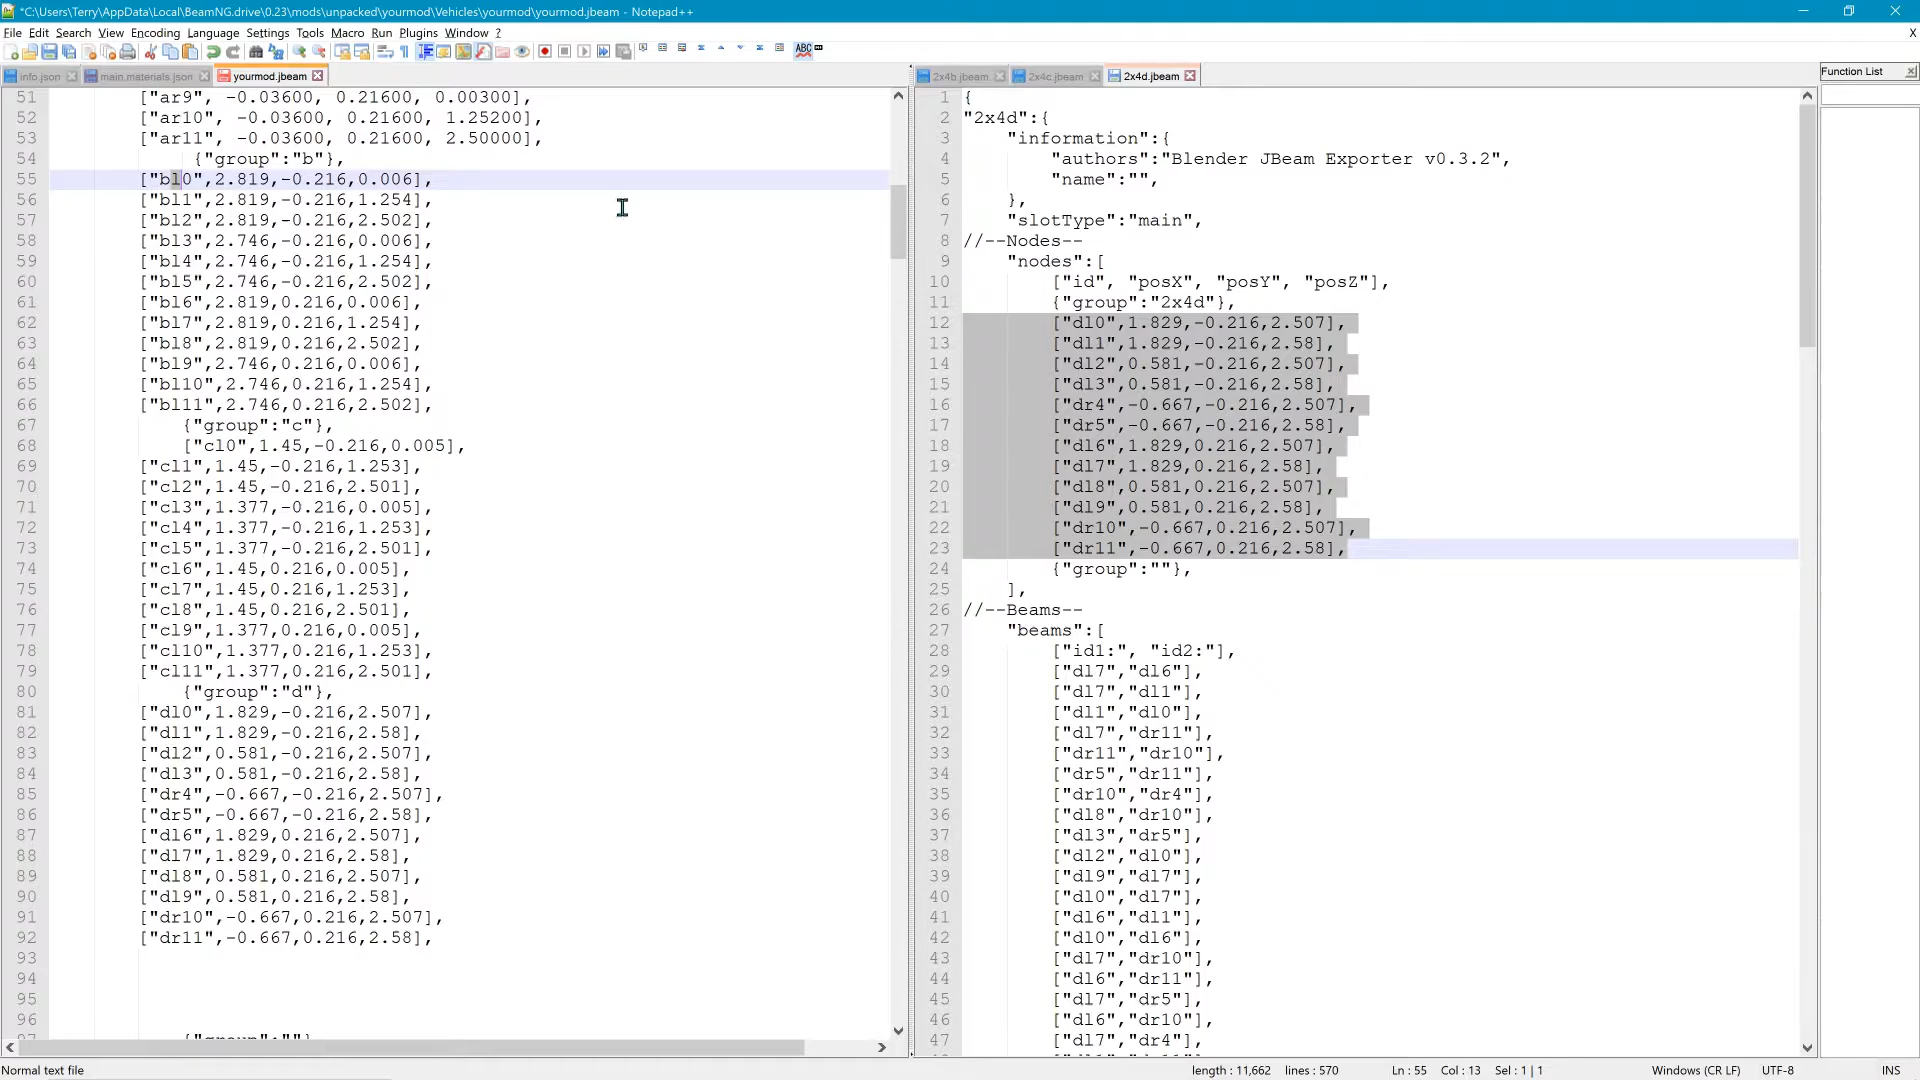 *C:\Users\Terry\AppData\Local\BeamNG.drive\0.23\mods\unpacked\yourmod\Vehicles\yourmod\yourmod.jbeam - Notepad++
File Edit Search View Encoding Language Settings Tools Macro Run Plugins Window ? X
info.json main.materials.json yourmod.jbeam
51 ["ar9", -0.03600, 0.21600, 0.00300],
52 ["ar10", -0.03600, 0.21600, 1.25200],
53 ["ar11", -0.03600, 0.21600, 2.50000],
54 {"group":"b"},
55 ["bl0",2.819,-0.216,0.006],
56 ["bl1",2.819,-0.216,1.254],
57 ["bl2",2.819,-0.216,2.502],
58 ["bl3",2.746,-0.216,0.006],
59 ["bl4",2.746,-0.216,1.254],
60 ["bl5",2.746,-0.216,2.502],
61 ["bl6",2.819,0.216,0.006],
62 ["bl7",2.819,0.216,1.254],
63 ["bl8",2.819,0.216,2.502],
64 ["bl9",2.746,0.216,0.006],
65 ["bl10",2.746,0.216,1.254],
66 ["bl11",2.746,0.216,2.502],
67 {"group":"c"},
68 ["cl0",1.45,-0.216,0.005],
69 ["cl1",1.45,-0.216,1.253],
70 ["cl2",1.45,-0.216,2.501],
71 ["cl3",1.377,-0.216,0.005],
72 ["cl4",1.377,-0.216,1.253],
73 ["cl5",1.377,-0.216,2.501],
74 ["cl6",1.45,0.216,0.005],
75 ["cl7",1.45,0.216,1.253],
76 ["cl8",1.45,0.216,2.501],
77 ["cl9",1.377,0.216,0.005],
78 ["cl10",1.377,0.216,1.253],
79 ["cl11",1.377,0.216,2.501],
80 {"group":"d"},
81 ["dl0",1.829,-0.216,2.507],
82 ["dl1",1.829,-0.216,2.58],
83 ["dl2",0.581,-0.216,2.507],
84 ["dl3",0.581,-0.216,2.58],
85 ["dr4",-0.667,-0.216,2.507],
86 ["dr5",-0.667,-0.216,2.58],
87 ["dl6",1.829,0.216,2.507],
88 ["dl7",1.829,0.216,2.58],
89 ["dl8",0.581,0.216,2.507],
90 ["dl9",0.581,0.216,2.58],
91 ["dr10",-0.667,0.216,2.507],
92 ["dr11",-0.667,0.216,2.58],
93
94
95
96
97 {"group":""}
2x4b.jbeam 2x4c.jbeam 2x4d.jbeam
1 {
2 "2x4d":{
3 "information":{
4 "authors":"Blender JBeam Exporter v0.3.2",
5 "name":"",
6 },
7 "slotType":"main",
8 //--Nodes--
9 "nodes":[
10 ["id", "posX", "posY", "posZ"],
11 {"group":"2x4d"},
12 ["dl0",1.829,-0.216,2.507],
13 ["dl1",1.829,-0.216,2.58],
14 ["dl2",0.581,-0.216,2.507],
15 ["dl3",0.581,-0.216,2.58],
16 ["dr4",-0.667,-0.216,2.507],
17 ["dr5",-0.667,-0.216,2.58],
18 ["dl6",1.829,0.216,2.507],
19 ["dl7",1.829,0.216,2.58],
20 ["dl8",0.581,0.216,2.507],
21 ["dl9",0.581,0.216,2.58],
22 ["dr10",-0.667,0.216,2.507],
23 ["dr11",-0.667,0.216,2.58],
24 {"group":""},
25 ],
26 //--Beams--
27 "beams":[
28 ["id1:", "id2:"],
29 ["dl7","dl6"],
30 ["dl7","dl1"],
31 ["dl1","dl0"],
32 ["dl7","dr11"],
33 ["dr11","dr10"],
34 ["dr5","dr11"],
35 ["dr10","dr4"],
36 ["dl8","dr10"],
37 ["dl3","dr5"],
38 ["dl2","dl0"],
39 ["dl9","dl7"],
40 ["dl0","dl7"],
41 ["dl6","dl1"],
42 ["dl0","dl6"],
43 ["dl7","dr10"],
44 ["dl6","dr11"],
45 ["dl7","dr5"],
46 ["dl6","dr10"],
47 ["dl7","dr4"],
Function List
Normal text file length : 11,662 lines : 570 Ln : 55 Col : 13 Sel : 1 | 1 Windows (CR LF) UTF-8 INS